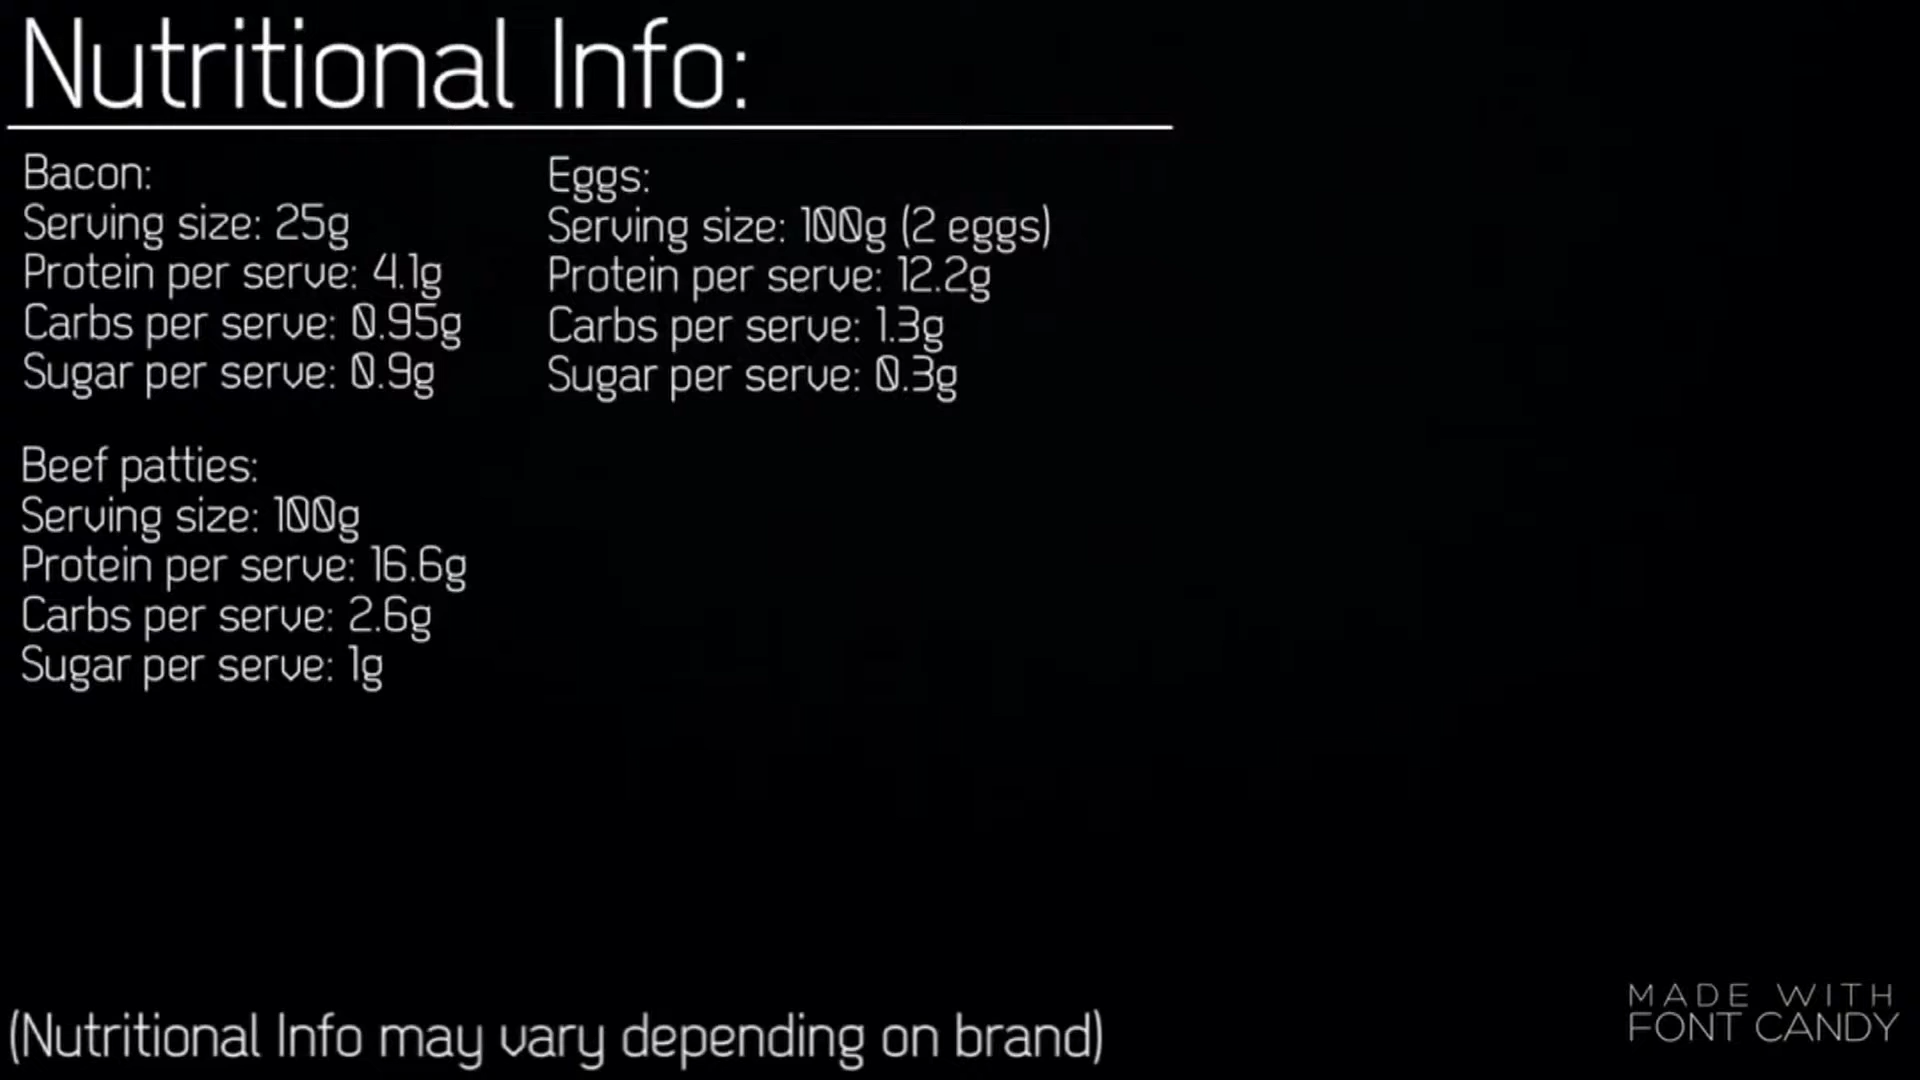 Nutritional Info:
Bacon:
Serving size: 25g
Protein per serve: 4.1g
Carbs per serve: 0.95g
Sugar per serve: 0.9g
Eggs:
Serving size: 100g (2 eggs)
Protein per serve: 12.2g
Carbs per serve: 1.3g
Sugar per serve: 0.3g
Beef patties:
Serving size: 100g
Protein per serve: 16.6g
Carbs per serve: 2.6g
Sugar per serve: 1g
(Nutritional Info may vary depending on brand)
MADE WITH
FONT CANDY